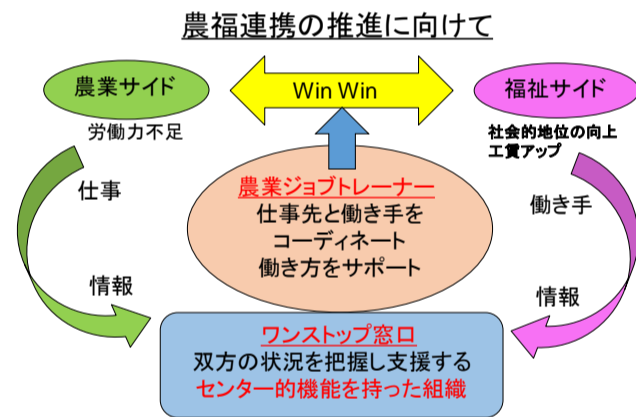 農福連携の推進に向けて
農業サイド
Win Win
福祉サイド
労働力不足
社会的地位の向上
工賃アップ
仕事
農業ジョブトレーナー
仕事先と働き手を
コーディネート
働き方をサポート
働き手
情報
情報
ワンストップ窓口
双方の状況を把握し支援する
センター的機能を持った組織